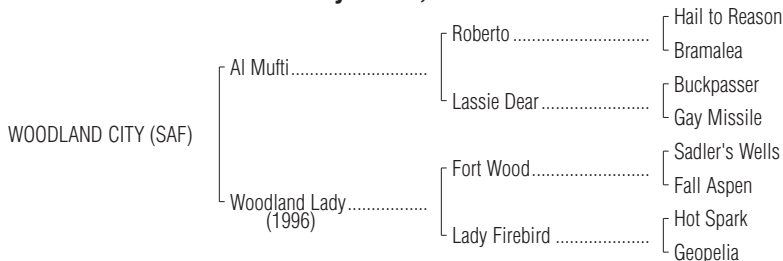 Hail to Reason
Roberto
Bramalea
Al Mufti
Buckpasser
Lassie Dear
Gay Missile
WOODLAND CITY (SAF)
Sadler's Wells
Fort Wood
Fall Aspen
Woodland Lady
(1996)
Hot Spark
Lady Firebird
Geopelia